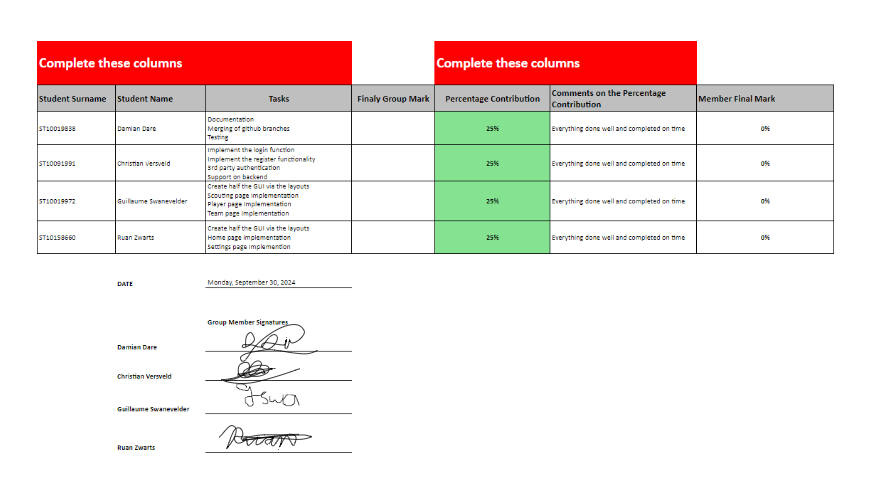 Complete these columns
Complete these columns
Student Surname Student Name Tasks Finaly Group Mark Percentage Contribution Comments on the Percentage Contribution Member Final Mark
ST10019838 Damian Dare Documentation 25% Everything done well and completed on time 0%
Merging of github branches
Testing
ST10091991 Christian Versveld Implement the login function 25% Everything done well and completed on time 0%
Implement the register functionality
3rd party authentication
Support on backend
ST10019972 Guillaume Swanevelder Create half the GUI via the layouts 25% Everything done well and completed on time 0%
Scouting page Implementation
Player page Implementation
Team page Implementation
ST10158660 Ruan Zwarts Create half the GUI via the layouts 25% Everything done well and completed on time 0%
Home page Implementation
Settings page Implemention
DATE Monday, September 30, 2024
Group Member Signatures
Damian Dare
Christian Versveld
Guillaume Swanevelder
Ruan Zwarts